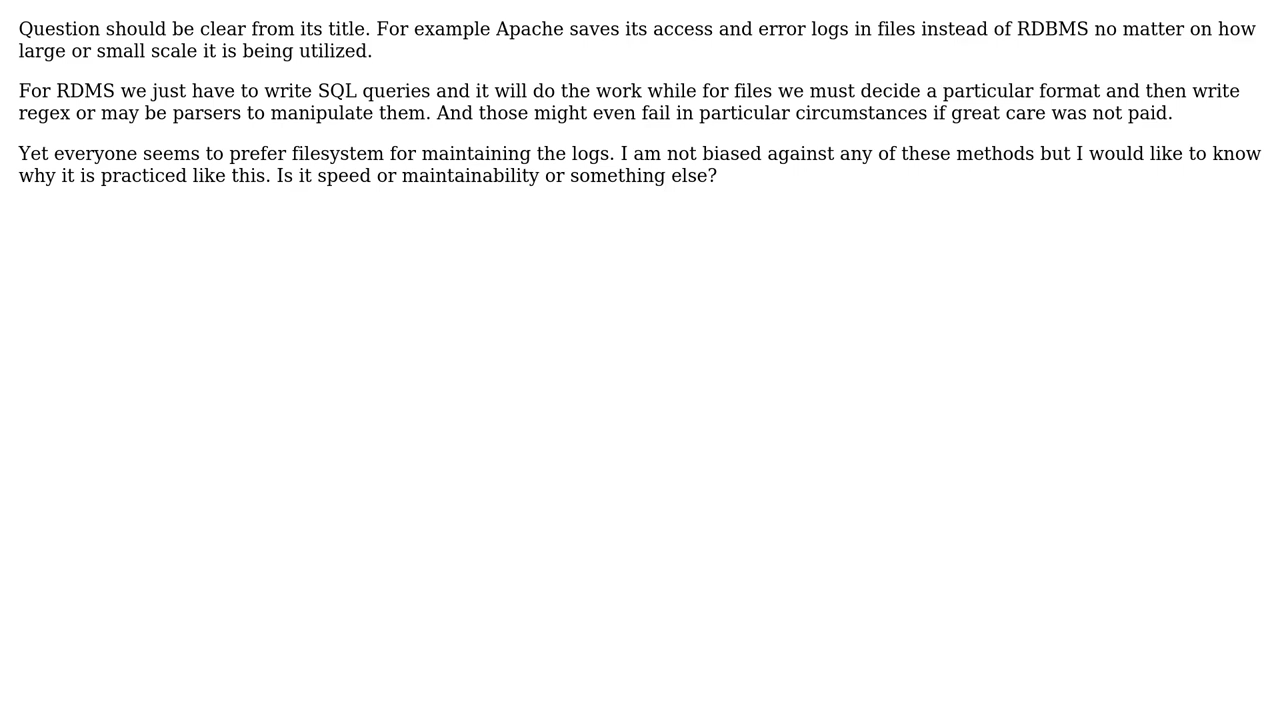 Question should be clear from its title. For example Apache saves its access and error logs in files instead of RDBMS no matter on how
large or small scale it is being utilized.
For RDMS we just have to write SQL queries and it will do the work while for files we must decide a particular format and then write
regex or may be parsers to manipulate them. And those might even fail in particular circumstances if great care was not paid.
Yet everyone seems to prefer filesystem for maintaining the logs. I am not biased against any of these methods but I would like to know
why it is practiced like this. Is it speed or maintainability or something else?